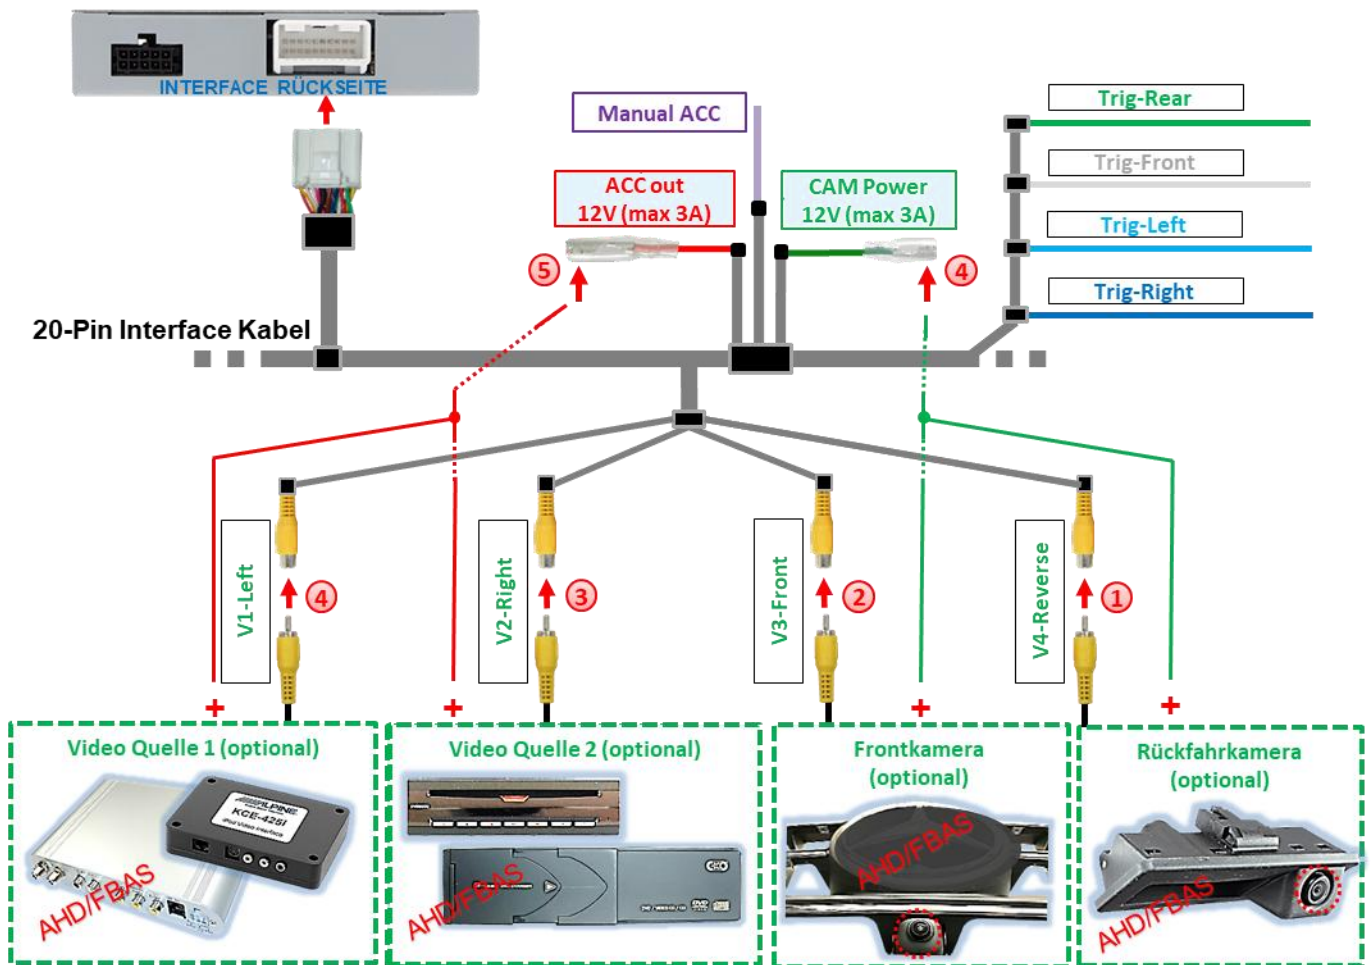 INTERFACE RÜCKSEITE
Manual ACC
Trig-Rear
Trig-Front
Trig-Left
Trig-Right
ACC out
12V (max 3A)
CAM Power
12V (max 3A)
5
4
20-Pin Interface Kabel
V1-Left
4
V2-Right
3
V3-Front
2
V4-Reverse
1
+
+
+
+
Video Quelle 1 (optional)
ALPINE
KCE-425i
iPod Video Interface
AHD/FBAS
Video Quelle 2 (optional)
AHD/FBAS
Frontkamera
(optional)
AHD/FBAS
Rückfahrkamera
(optional)
AHD/FBAS